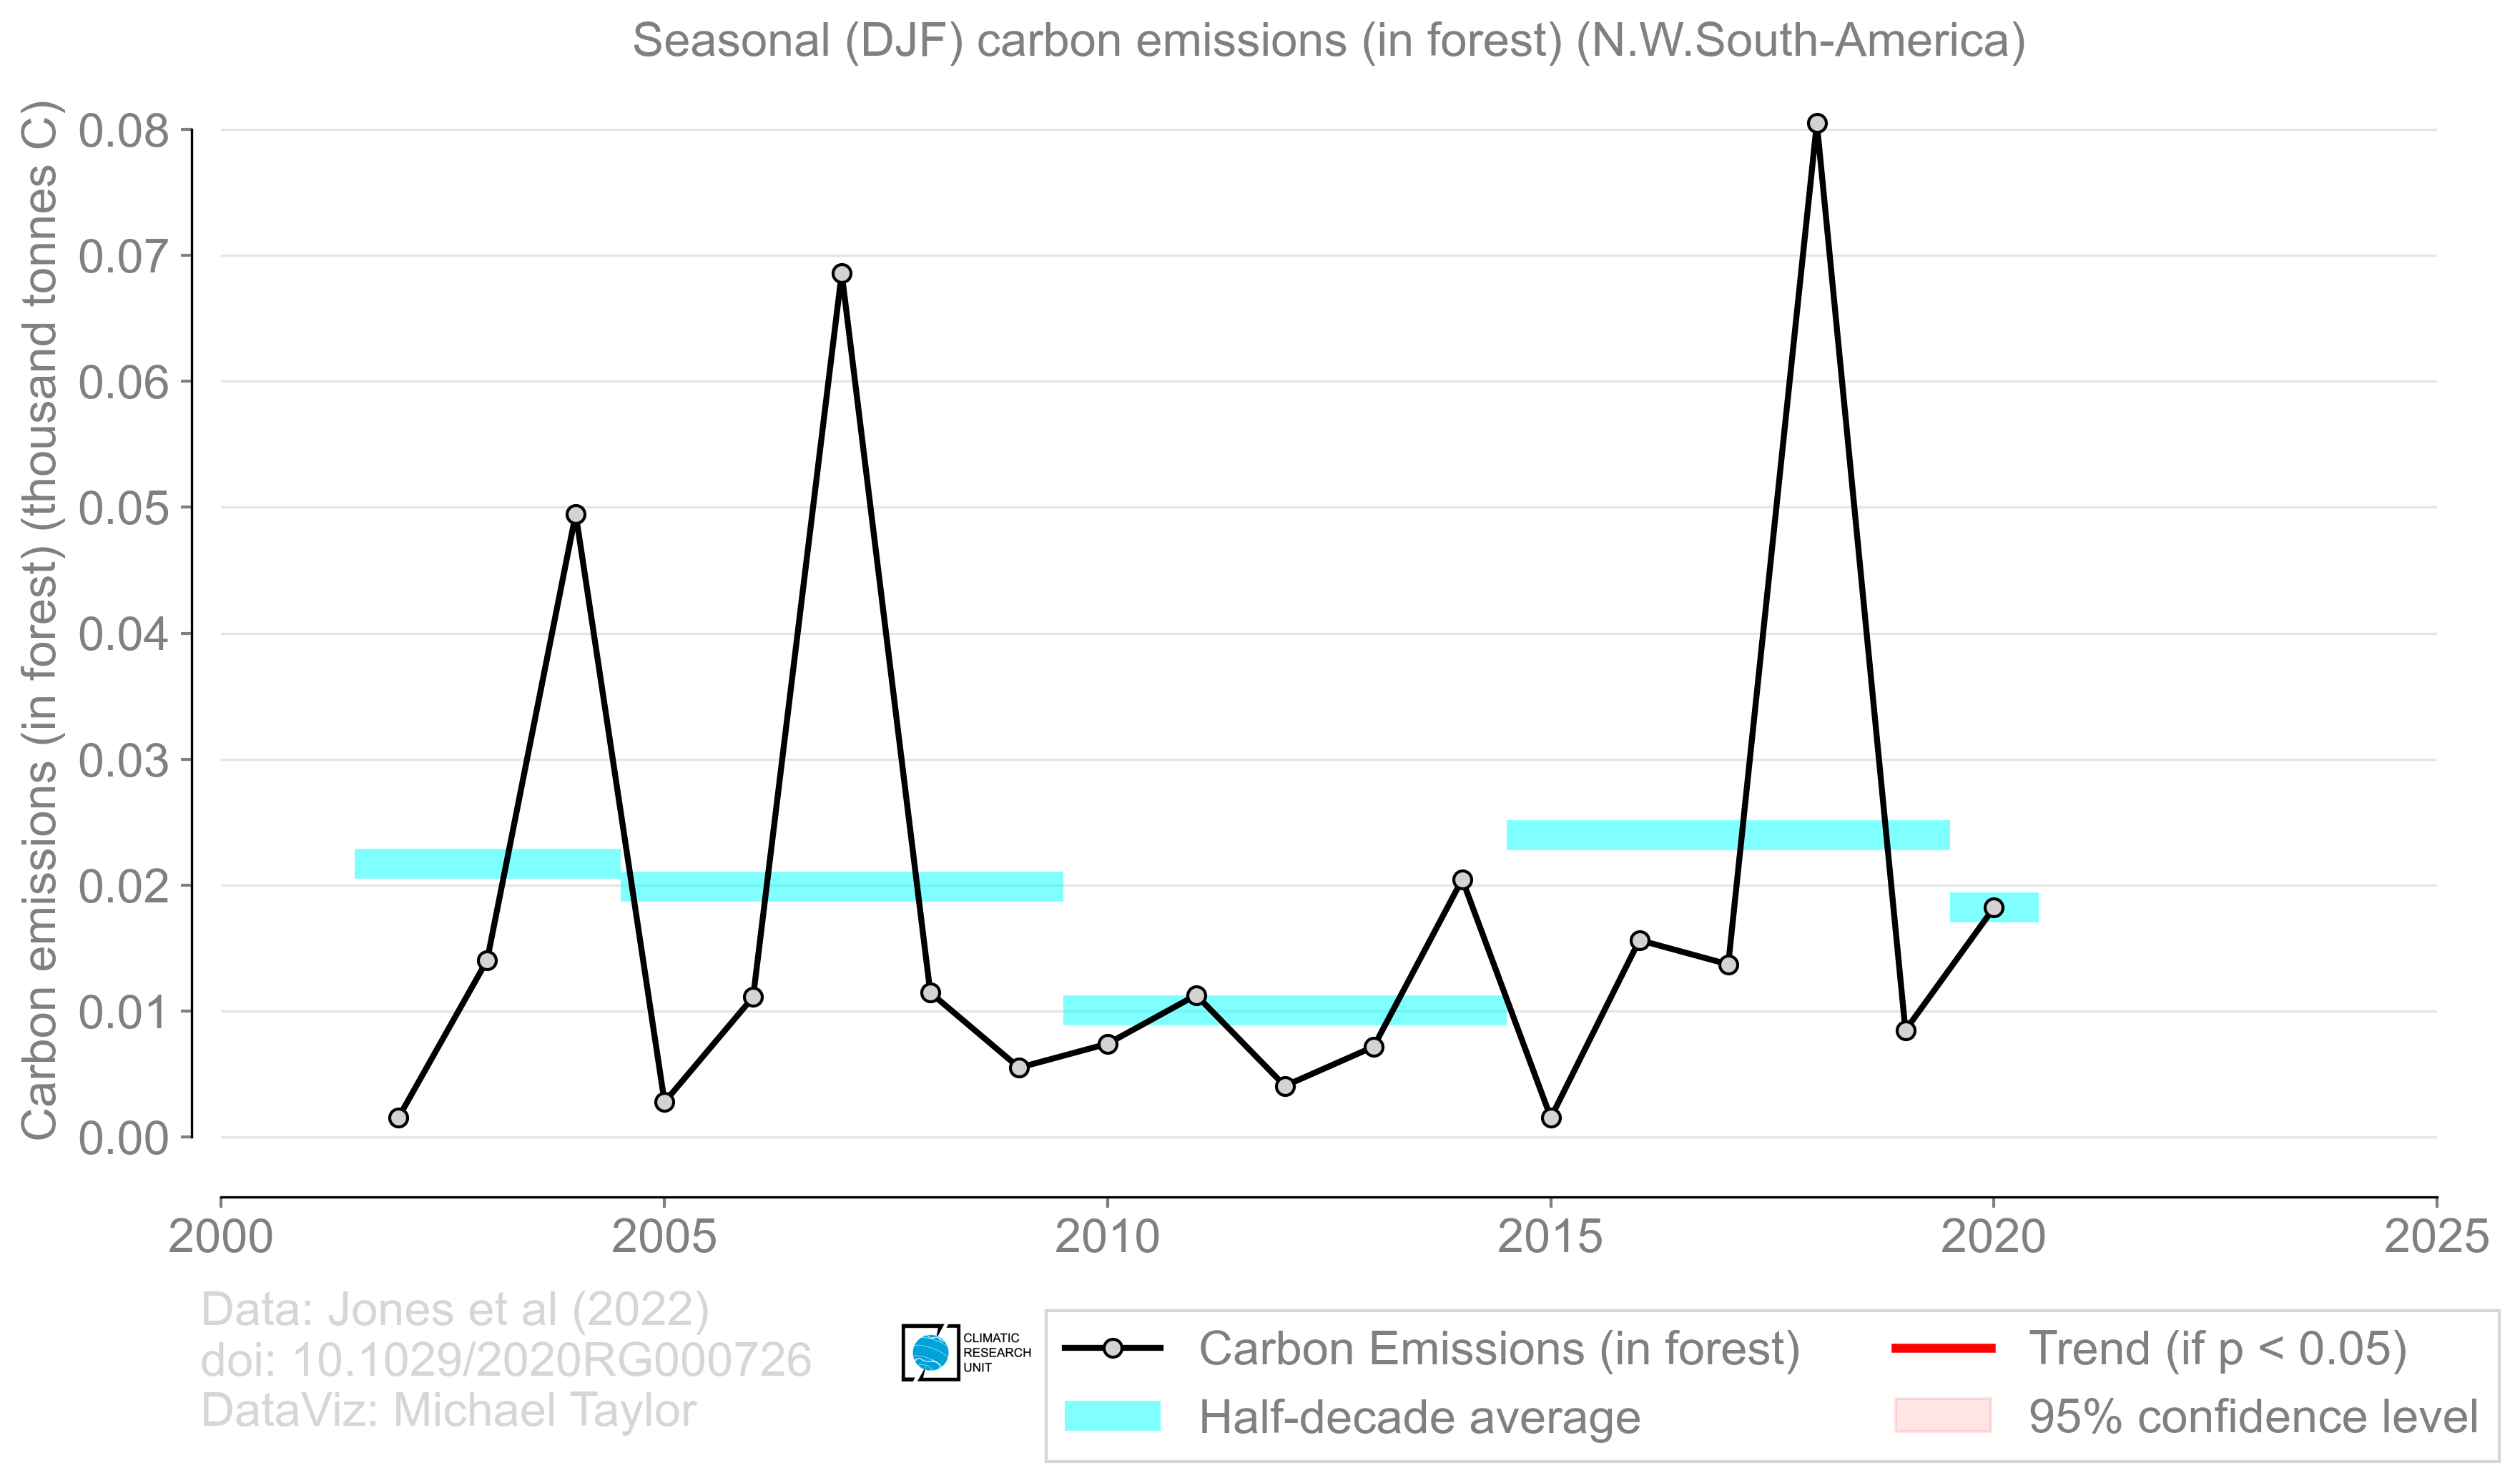 Seasonal (DJF) carbon emissions (in forest) (N.W.South-America)
Carbon emissions (in forest) (thousand tonnes C)
0.08
0.07
0.06
0.05
0.04
0.03
0.02
0.01
0.00
2000
2005
2010
2015
2020
2025
Data: Jones et al (2022)
doi: 10.1029/2020RG000726
DataViz: Michael Taylor
CLIMATIC
RESEARCH
UNIT
Carbon Emissions (in forest)
Half-decade average
Trend (if p < 0.05)
95% confidence level